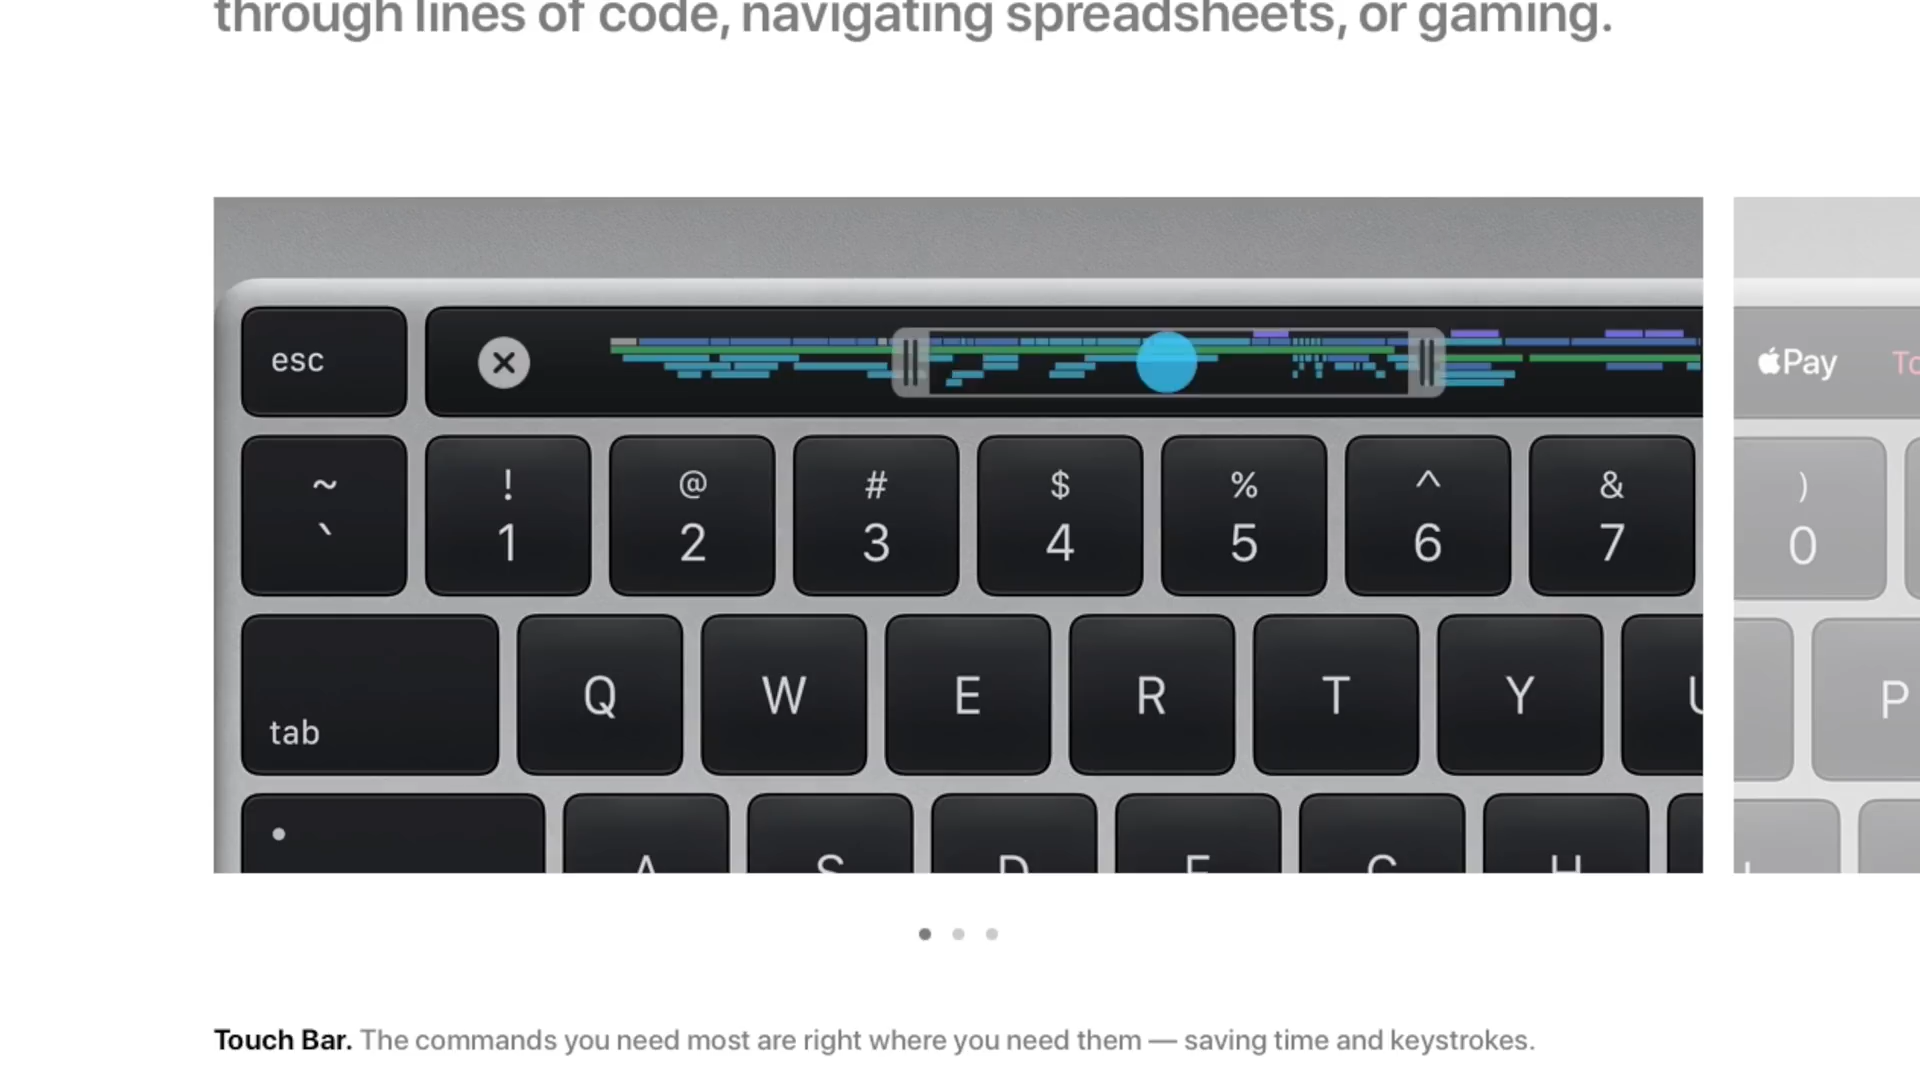 through lines of code, navigating spreadsheets, or gaming.
esc
Pay
~ ! @ # $ % ^ & )
` 1 2 3 4 5 6 7 0
tab Q W E R T Y U P
A S D F G H
Touch Bar. The commands you need most are right where you need them — saving time and keystrokes.